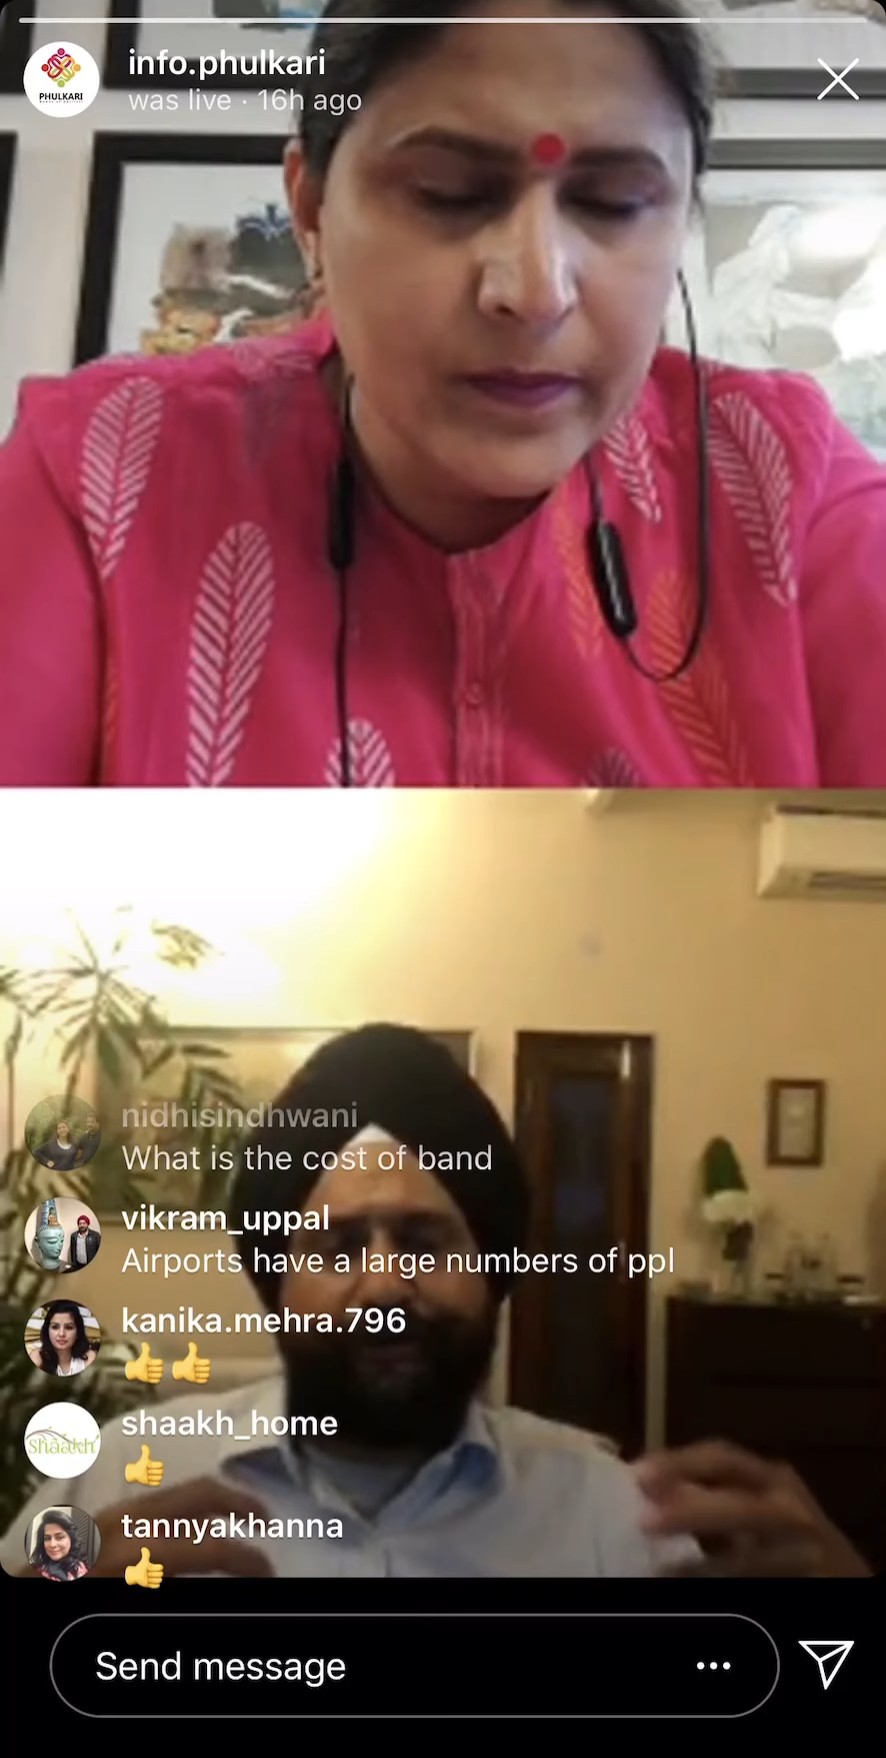 info.phulkari
was live · 16h ago
PHULKARI
nidhisindhwani
What is the cost of band
vikram_uppal
Airports have a large numbers of ppl
kanika.mehra.796
👍👍
shaakh_home
👍
shaakh
tannyakhanna
👍
Send message